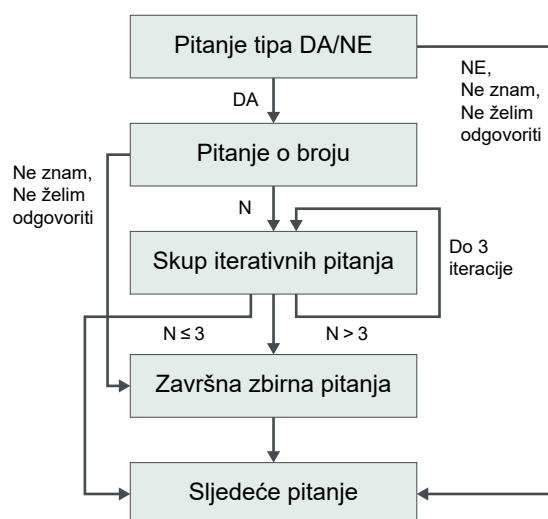 Pitanje tipa DA/NE
NE,
Ne znam,
Ne želim
odgovoriti
DA
Pitanje o broju
Ne znam,
Ne želim
odgovoriti
N
Skup iterativnih pitanja
Do 3
iteracije
N ≤ 3
N > 3
Završna zbirna pitanja
Sljedeće pitanje